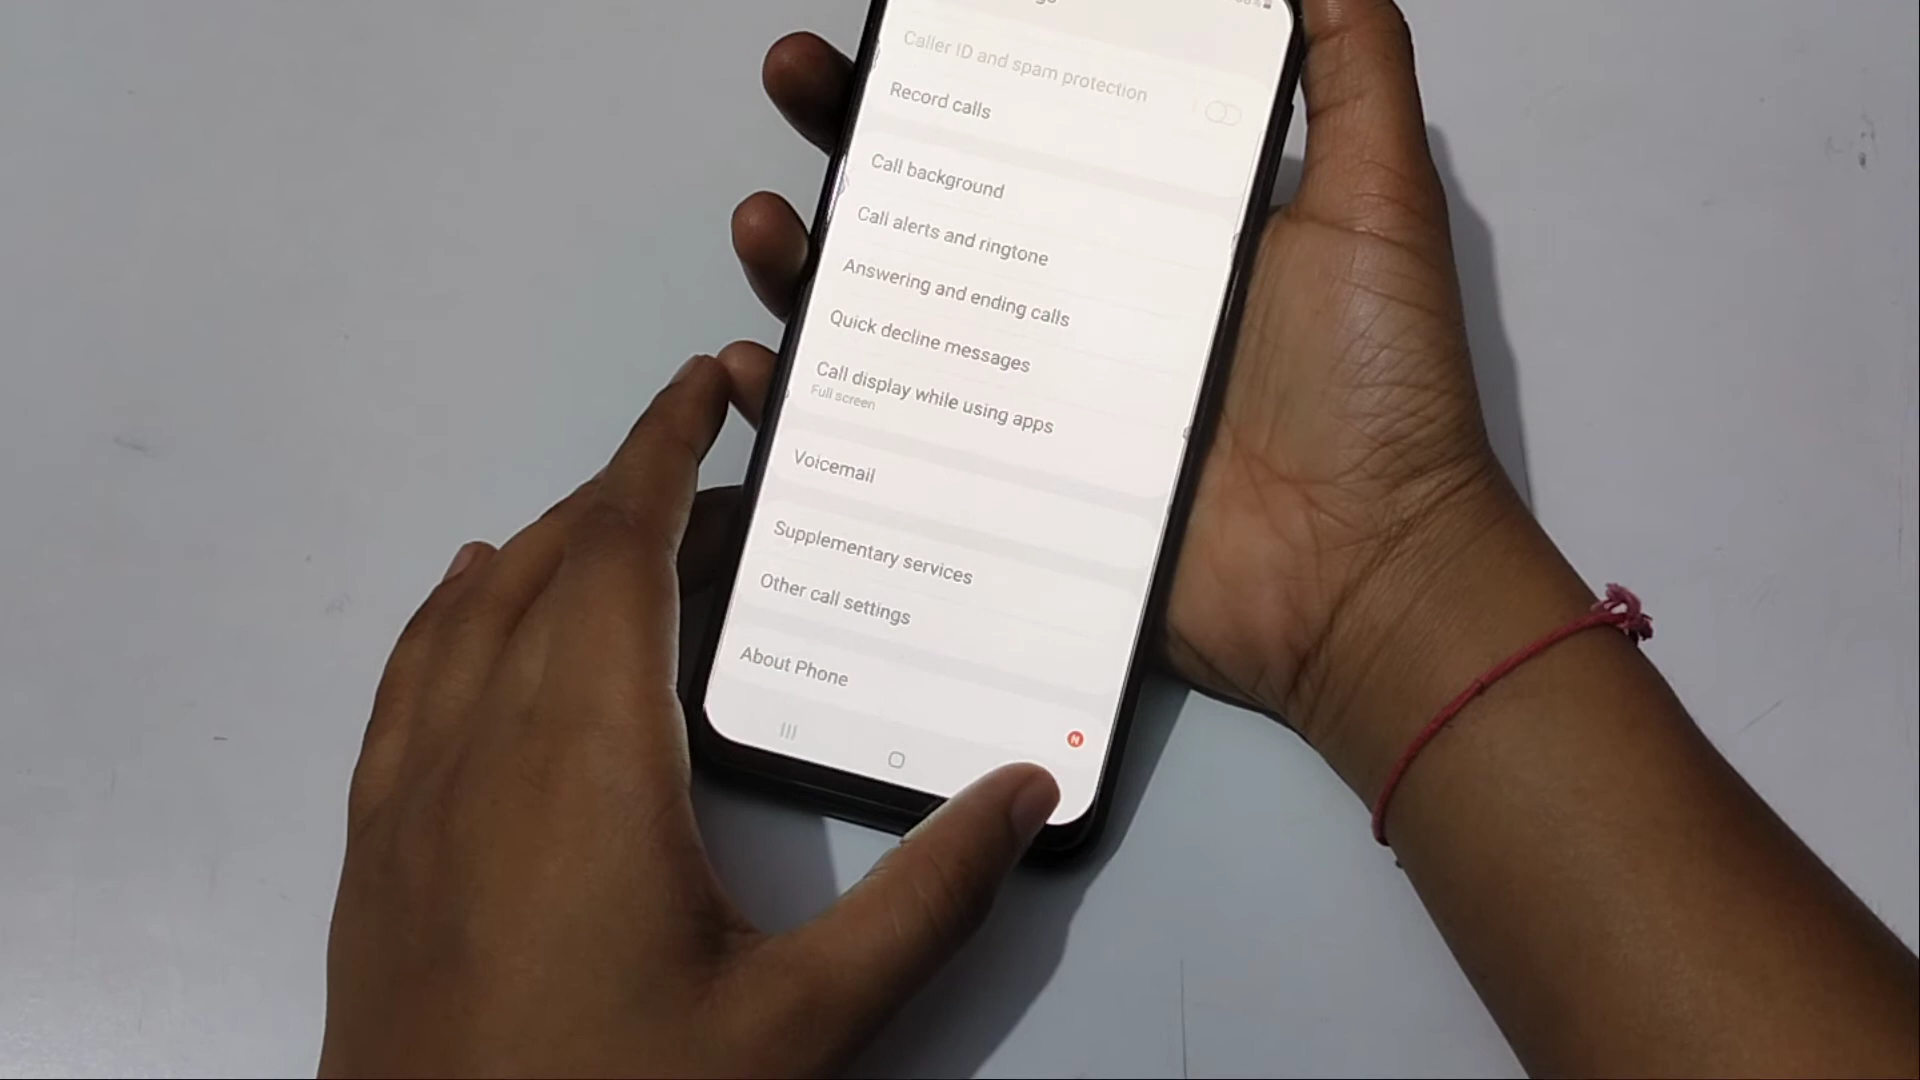 Caller ID and spam protection
Record calls
Call background
Call alerts and ringtone
Answering and ending calls
Quick decline messages
Call display while using apps
Full screen
Voicemail
Supplementary services
Other call settings
About Phone
N